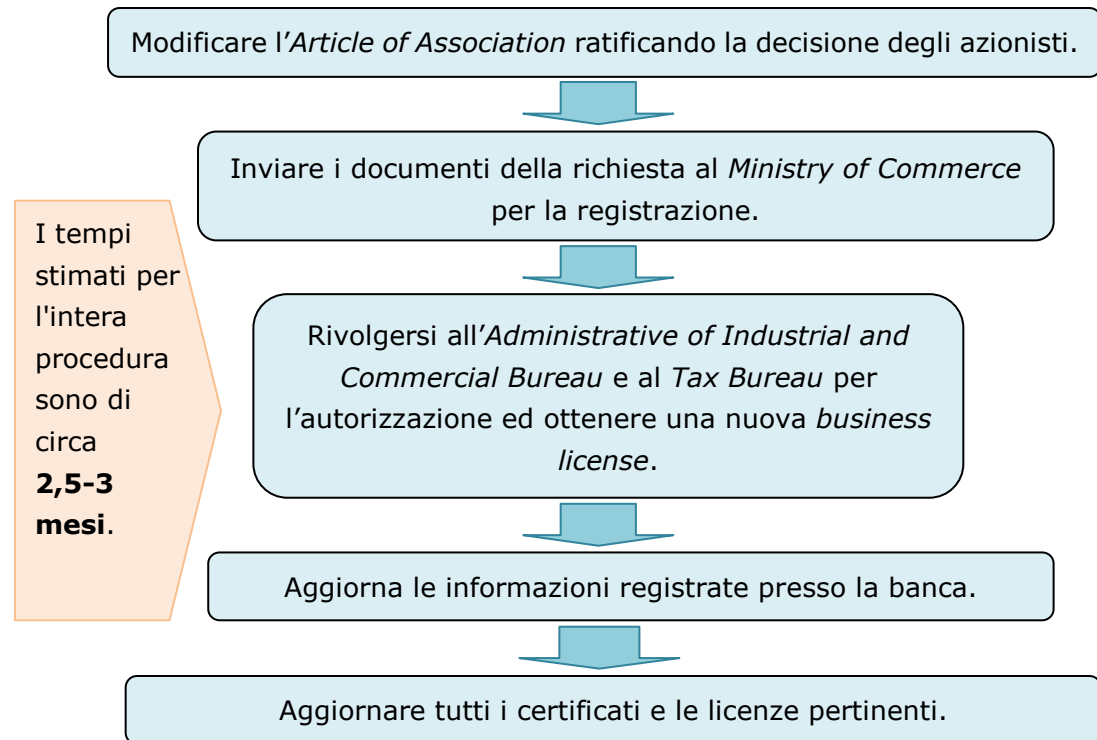 Modificare l’Article of Association ratificando la decisione degli azionisti.
Inviare i documenti della richiesta al Ministry of Commerce
per la registrazione.
I tempi
stimati per
l'intera
procedura
sono di
circa
2,5-3
mesi.
Rivolgersi all’Administrative of Industrial and
Commercial Bureau e al Tax Bureau per
l’autorizzazione ed ottenere una nuova business
license.
Aggiorna le informazioni registrate presso la banca.
Aggiornare tutti i certificati e le licenze pertinenti.